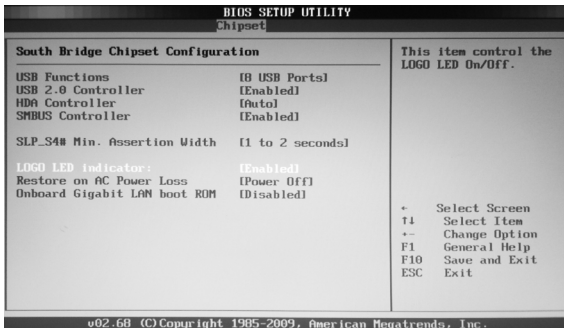 BIOS SETUP UTILITY
Chipset
South Bridge Chipset Configuration
USB Functions [8 USB Ports]
USB 2.0 Controller [Enabled]
HDA Controller [Auto]
SMBUS Controller [Enabled]
SLP_S4# Min. Assertion Width [1 to 2 seconds]
LOGO LED indicator: [Enabled]
Restore on AC Power Loss [Power Off]
Onboard Gigabit LAN boot ROM [Disabled]
This item control the
LOGO LED On/Off.
← Select Screen
↑↓ Select Item
+- Change Option
F1 General Help
F10 Save and Exit
ESC Exit
v02.68 (C)Copyright 1985-2009, American Megatrends, Inc.